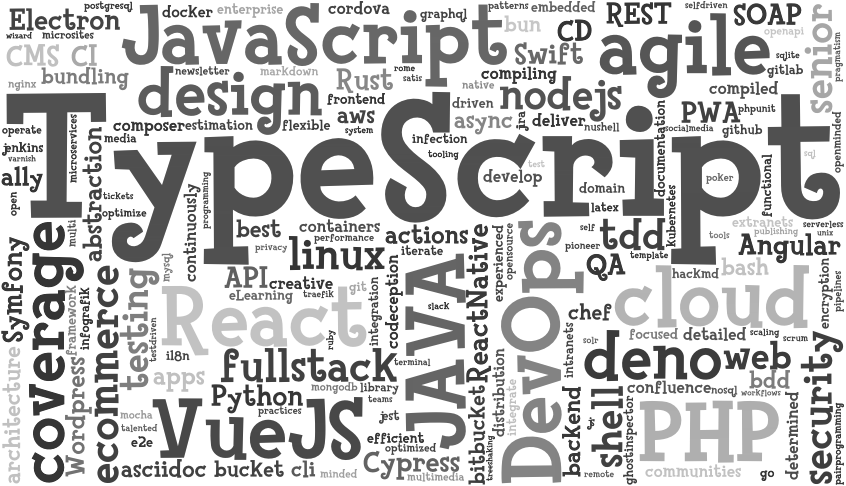 postgresql
docker
enterprise
cordova
graphql
patterns
embedded
selfdriven
Electron
JavaScript
bun
CD
REST
SOAP
senior
wizard
microsites
openapi
pragmatism
CMS
CI
Swift
agile
sqlite
gitlab
bundling
newsletter
markdown
rome
satis
compiling
nginx
design
Rust
native
nodejs
compiled
TypeScript
frontend
driven
PWA
phpunit
operate
composer
estimation
flexible
aws
async
jra
deliver
nushell
documentation
socialmedia
github
openminded
jenkins
microservices
media
system
infection
varnish
abstraction
tooling
test
functional
sql
ally
programming
develop
domain
poker
open
tickets
continuously
latex
kubernetes
optimize
multi
best
containers
performance
actions
experienced
opensource
self
pioneer
tdd
tools
extranets
publishing
serverless
unix
Symfony
coverage
privacy
linux
iterate
ReactNative
DevOps
template
Angular
mysql
API
creative
codeception
JAVA
QA
hackmd
bash
encryption
pipelines
framework
infografik
ecommerce
testing
eLearning
traefik
git
integration
slack
cloud
React
chef
testdriven
ruby
focused
detailed
scaling
scrum
architecture
Wordpress
i18n
fullstack
terminal
distribution
intranets
solr
deno
web
security
apps
mongodb
library
teams
integrate
confluence
nosql
bdd
workflows
Python
practices
bitbucket
backend
shell
mocha
talented
VueJS
jest
PHP
determined
pairprogramming
e2e
efficient
optimized
treeshaking
ghostinspector
asciidoc
bucket
cli
minded
Cypress
multimedia
remote
communities
go